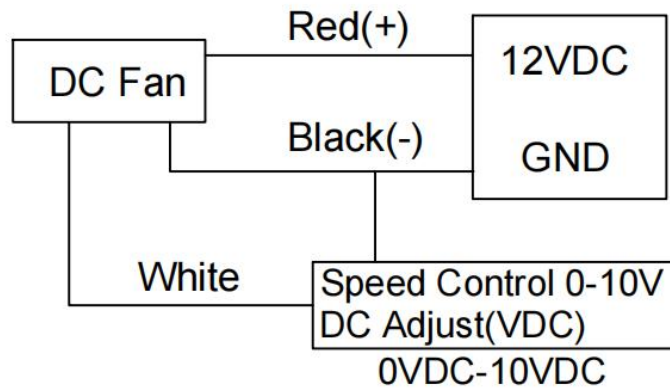 Red(+)
12VDC
DC Fan
Black(-)
GND
White
Speed Control 0-10V
DC Adjust(VDC)
0VDC-10VDC